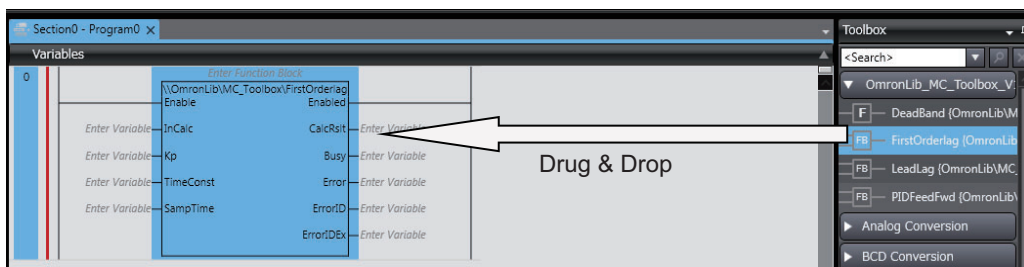 Section0 - Program0
Variables
0
Enter Function Block
\\OmronLib\MC_Toolbox\FirstOrderlag
Enable Enabled
Enter Variable InCalc CalcRslt Enter Variable
Enter Variable Kp Busy Enter Variable
Enter Variable TimeConst Error Enter Variable
Enter Variable SampTime ErrorID Enter Variable
ErrorIDEx Enter Variable
Drug & Drop
Toolbox
<Search>
OmronLib_MC_Toolbox_V
F DeadBand {OmronLib\M
FB FirstOrderlag {OmronLib
FB LeadLag {OmronLib\MC_
FB PIDFeedFwd {OmronLib\
Analog Conversion
BCD Conversion